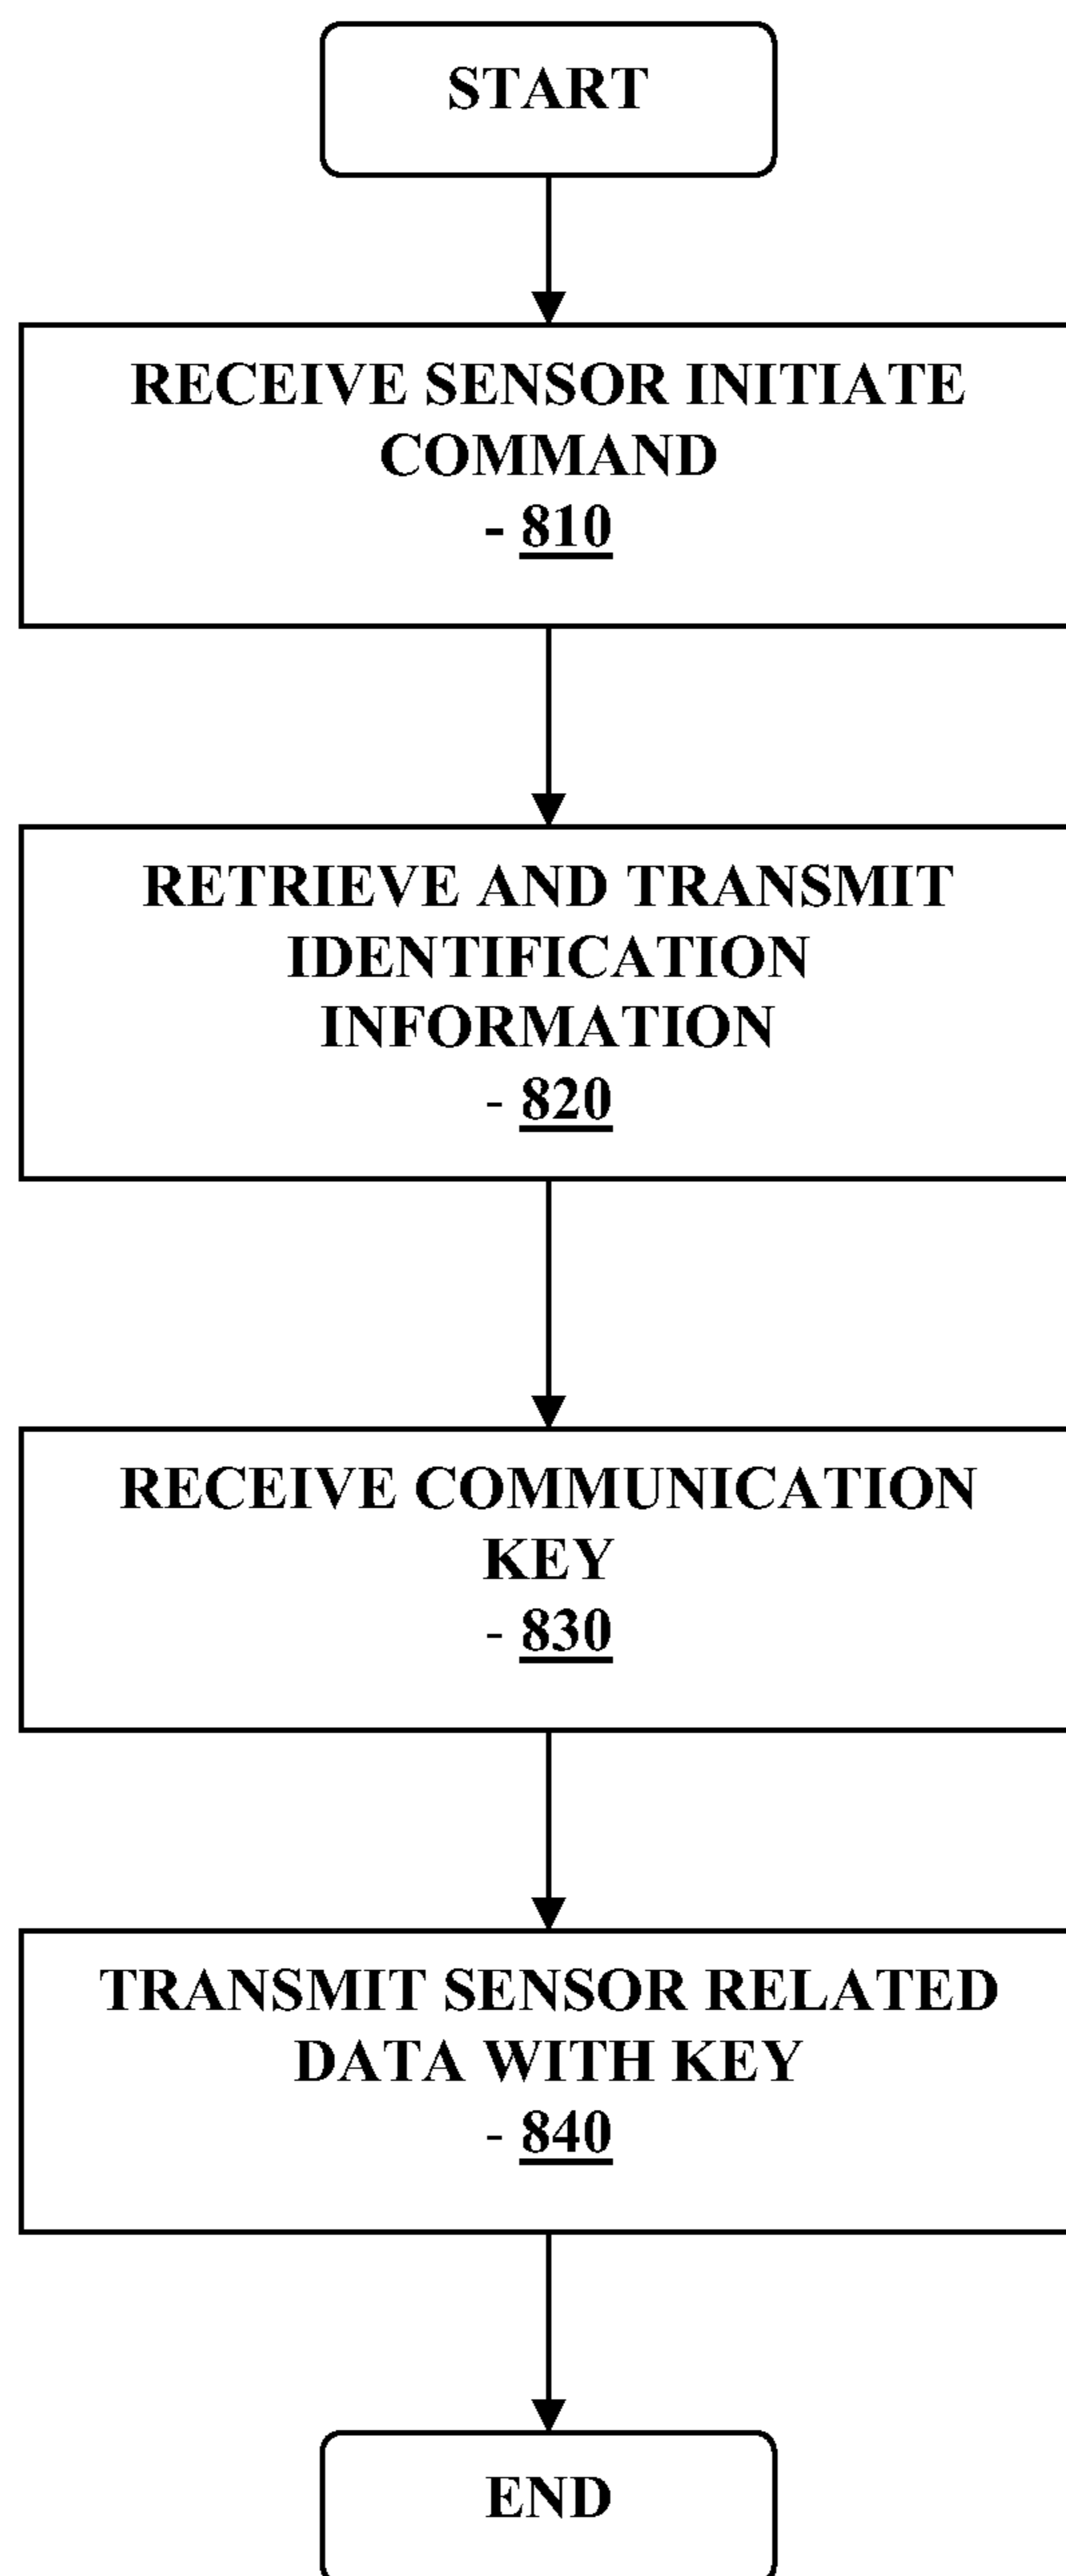 START
RECEIVE SENSOR INITIATE
COMMAND
- 810
RETRIEVE AND TRANSMIT
IDENTIFICATION
INFORMATION
- 820
RECEIVE COMMUNICATION
KEY
- 830
TRANSMIT SENSOR RELATED
DATA WITH KEY
- 840
END